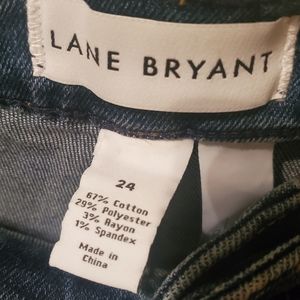 LANE BRYANT
24
67% Cotton
29% Polyester
3% Rayon
1% Spandex
Made in
China